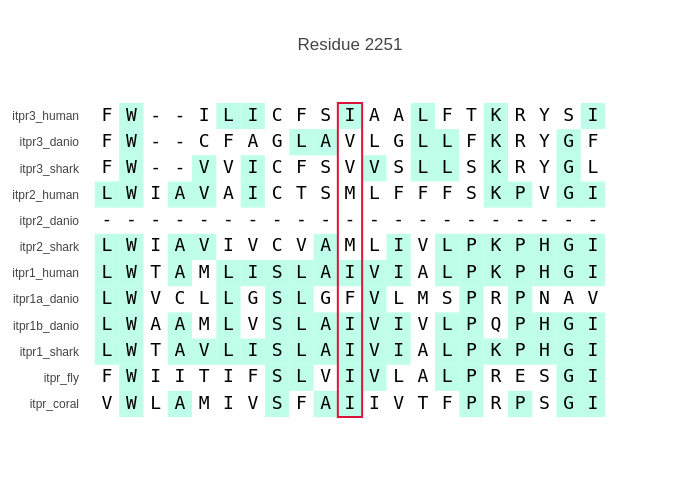 Residue 2251
itpr3_human F W - - I L I C F S I A A L F T K R Y S I
itpr3_danio F W - - C F A G L A V L G L L F K R Y G F
itpr3_shark F W - - V V I C F S V V S L L S K R Y G L
itpr2_human L W I A V A I C T S M L F F F S K P V G I
itpr2_danio - - - - - - - - - - - - - - - - - - - - -
itpr2_shark L W I A V I V C V A M L I V L P K P H G I
itpr1_human L W T A M L I S L A I V I A L P K P H G I
itpr1a_danio L W V C L L G S L G F V L M S P R P N A V
itpr1b_danio L W A A M L V S L A I V I V L P Q P H G I
itpr1_shark L W T A V L I S L A I V I A L P K P H G I
itpr_fly F W I I T I F S L V I V L A L P R E S G I
itpr_coral V W L A M I V S F A I I V T F P R P S G I